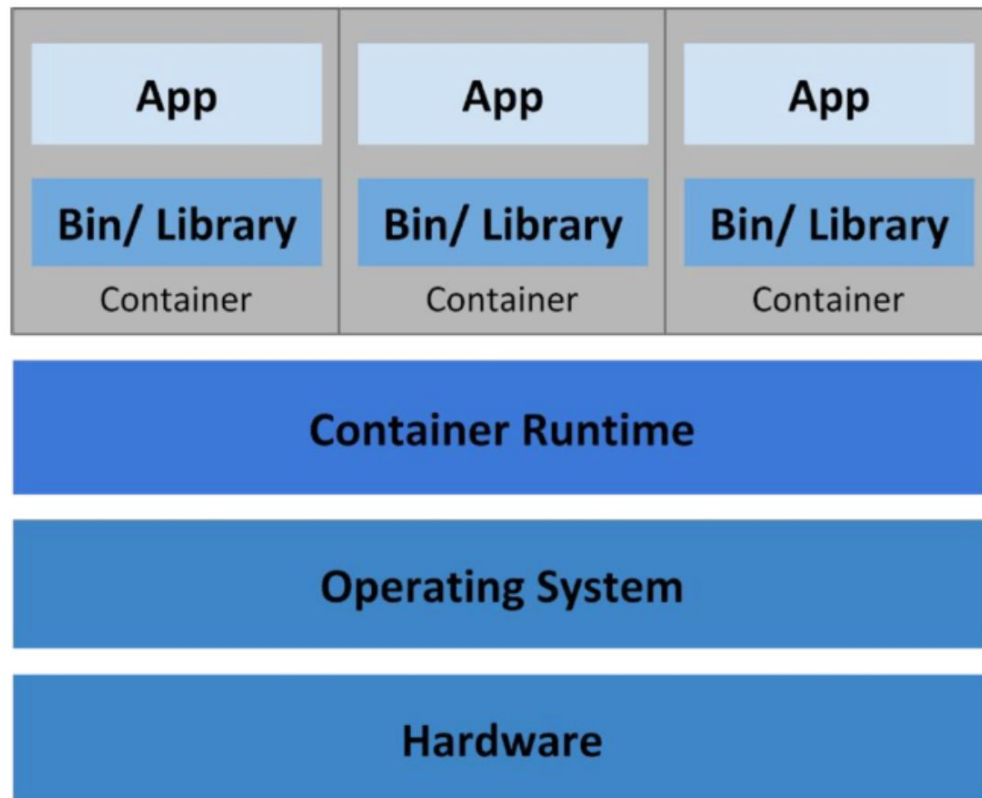 App App App
Bin/ Library Bin/ Library Bin/ Library
Container Container Container
Container Runtime
Operating System
Hardware